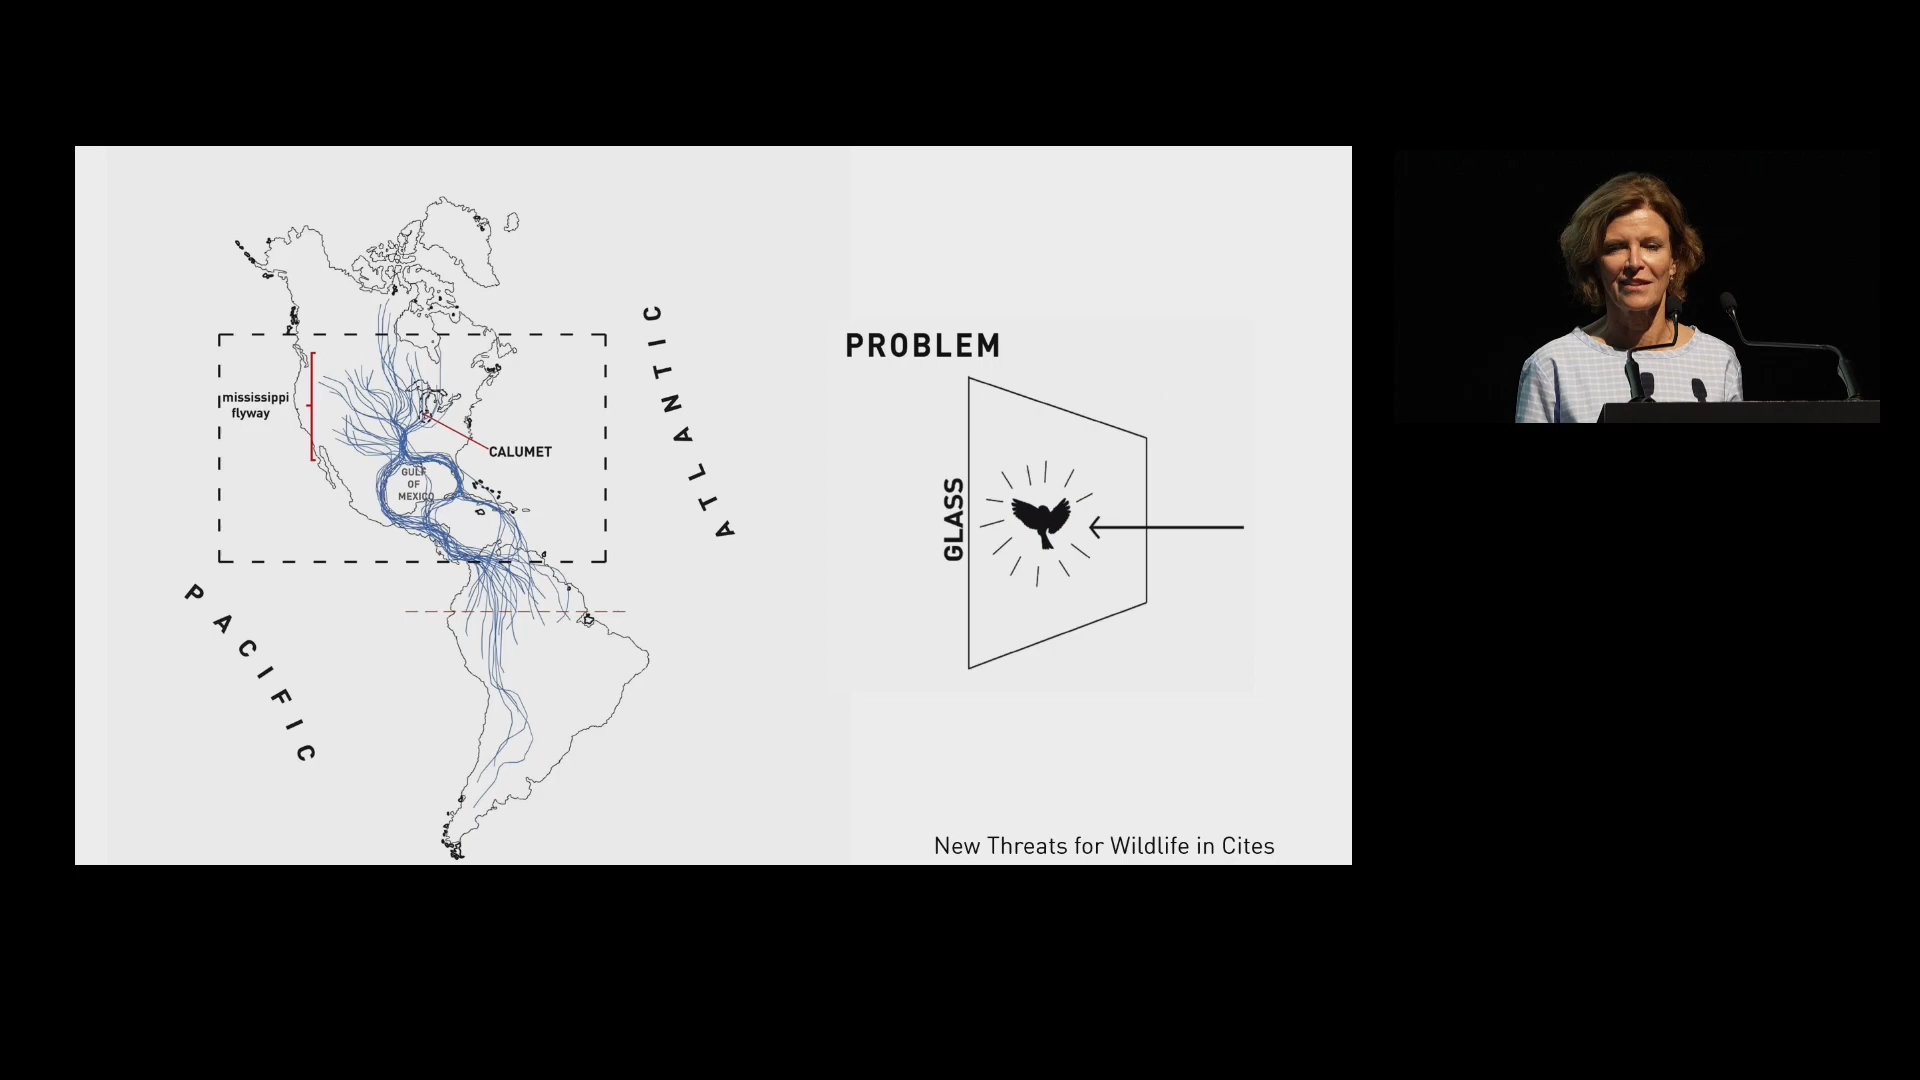 mississippi
flyway
CALUMET
GULF
OF
MEXICO
ATLANTIC
PACIFIC
PROBLEM
GLASS
New Threats for Wildlife in Cites